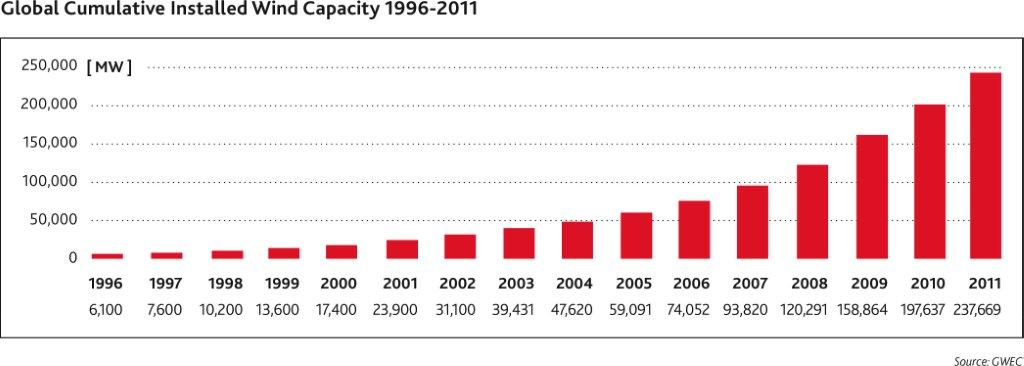 Global Cumulative Installed Wind Capacity 1996-2011
250,000 [ MW ]
200,000
150,000
100,000
50,000
0
1996 1997 1998 1999 2000 2001 2002 2003 2004 2005 2006 2007 2008 2009 2010 2011
6,100 7,600 10,200 13,600 17,400 23,900 31,100 39,431 47,620 59,091 74,052 93,820 120,291 158,864 197,637 237,669
Source: GWEC